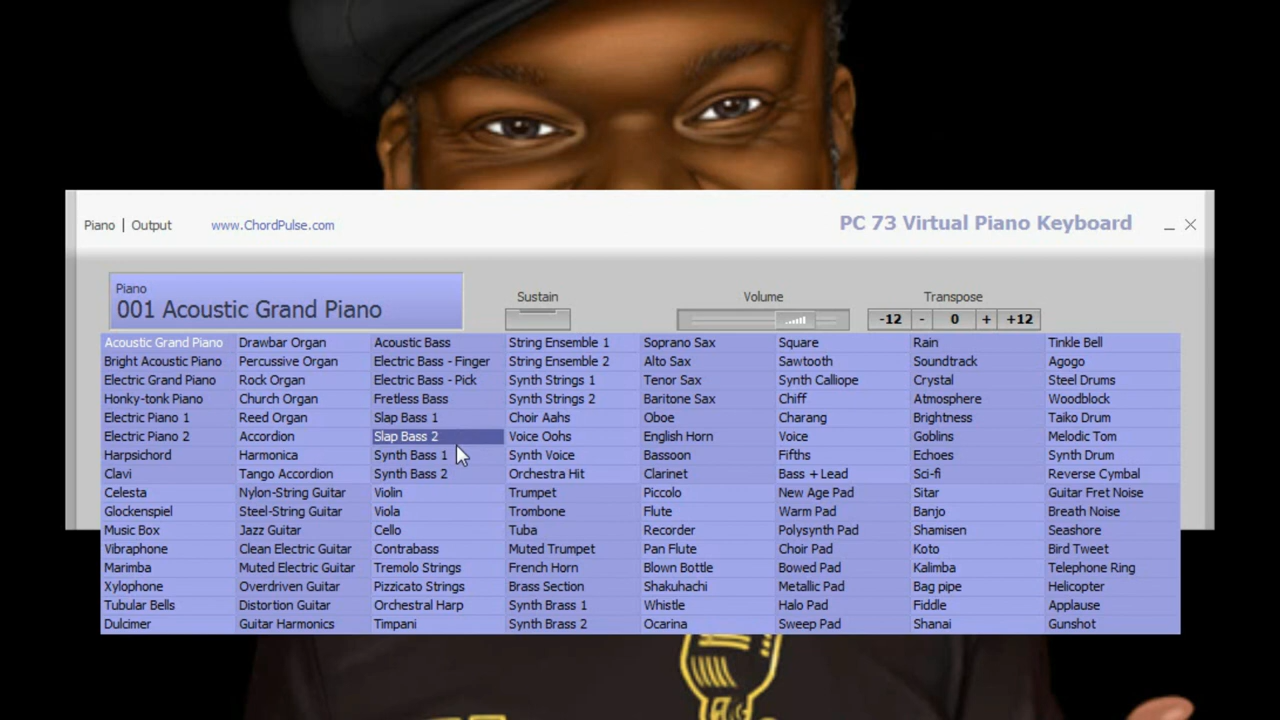 Piano | Output www.ChordPulse.com PC 73 Virtual Piano Keyboard
Piano
001 Acoustic Grand Piano
Sustain Volume Transpose
-12 - 0 + +12
Acoustic Grand Piano Drawbar Organ Acoustic Bass String Ensemble 1 Soprano Sax Square Rain Tinkle Bell
Bright Acoustic Piano Percussive Organ Electric Bass - Finger String Ensemble 2 Alto Sax Sawtooth Soundtrack Agogo
Electric Grand Piano Rock Organ Electric Bass - Pick Synth Strings 1 Tenor Sax Synth Calliope Crystal Steel Drums
Honky-tonk Piano Church Organ Fretless Bass Synth Strings 2 Baritone Sax Chiff Atmosphere Woodblock
Electric Piano 1 Reed Organ Slap Bass 1 Choir Aahs Oboe Charang Brightness Taiko Drum
Electric Piano 2 Accordion Slap Bass 2 Voice Oohs English Horn Voice Goblins Melodic Tom
Harpsichord Harmonica Synth Bass 1 Synth Voice Bassoon Fifths Echoes Synth Drum
Clavi Tango Accordion Synth Bass 2 Orchestra Hit Clarinet Bass + Lead Sci-fi Reverse Cymbal
Celesta Nylon-String Guitar Violin Trumpet Piccolo New Age Pad Sitar Guitar Fret Noise
Glockenspiel Steel-String Guitar Viola Trombone Flute Warm Pad Banjo Breath Noise
Music Box Jazz Guitar Cello Tuba Recorder Polysynth Pad Shamisen Seashore
Vibraphone Clean Electric Guitar Contrabass Muted Trumpet Pan Flute Choir Pad Koto Bird Tweet
Marimba Muted Electric Guitar Tremolo Strings French Horn Blown Bottle Bowed Pad Kalimba Telephone Ring
Xylophone Overdriven Guitar Pizzicato Strings Brass Section Shakuhachi Metallic Pad Bag pipe Helicopter
Tubular Bells Distortion Guitar Orchestral Harp Synth Brass 1 Whistle Halo Pad Fiddle Applause
Dulcimer Guitar Harmonics Timpani Synth Brass 2 Ocarina Sweep Pad Shanai Gunshot